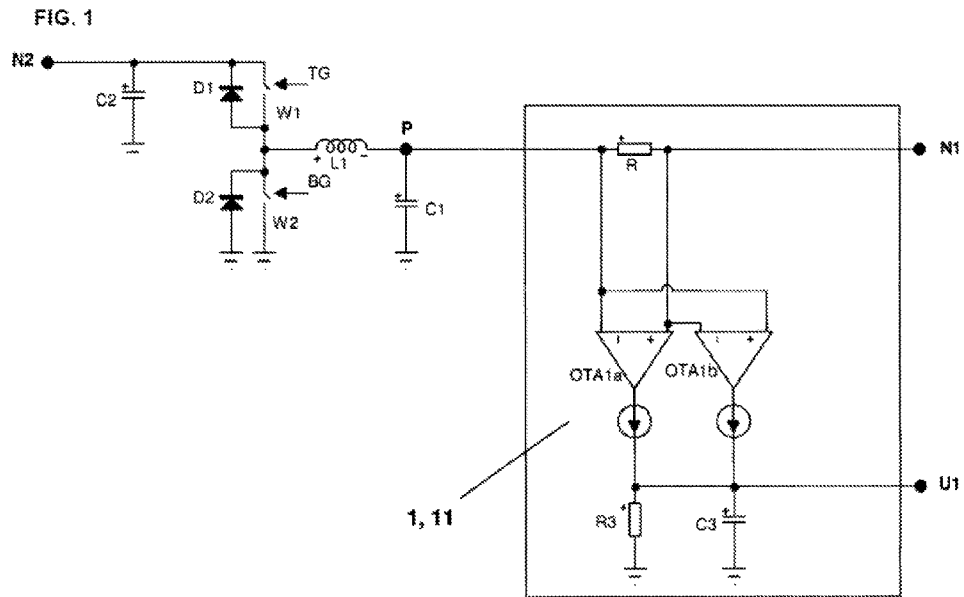 FIG. 1
N2
C2
+
D1
TG
W1
P
+ L1 -
BG
D2
W2
+
C1
+
R
N1
- +
- +
OTA1a
OTA1b
U1
1, 11
+
R3
+
C3